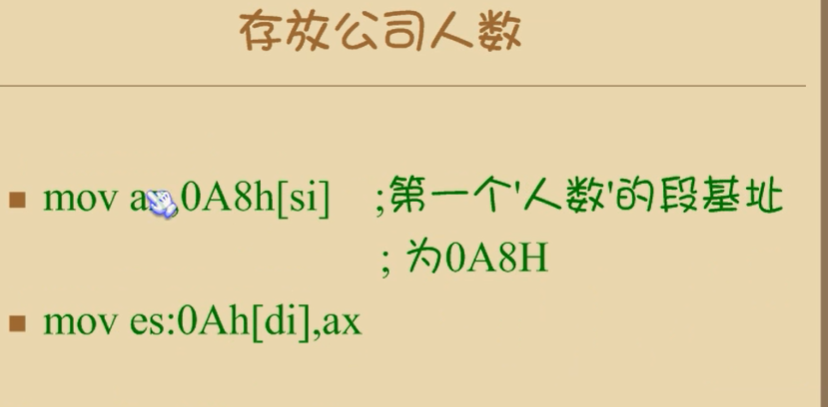 存放公司人数
mov a ,0A8h[si] ;第一个'人数'的段基址
; 为0A8H
mov es:0Ah[di],ax